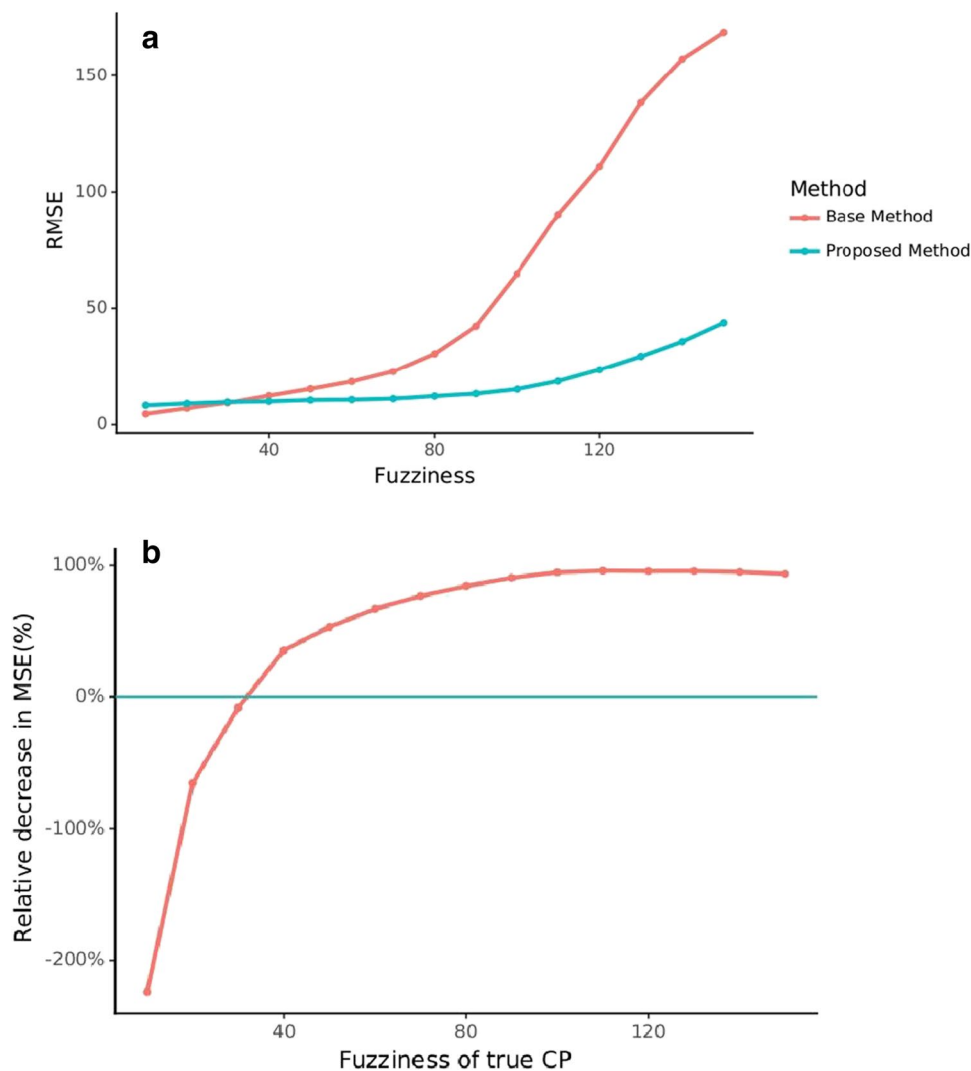 a
150
100
50
0
RMSE
40 80 120
Fuzziness
Method
Base Method
Proposed Method
b
100%
0%
-100%
-200%
Relative decrease in MSE(%)
40 80 120
Fuzziness of true CP